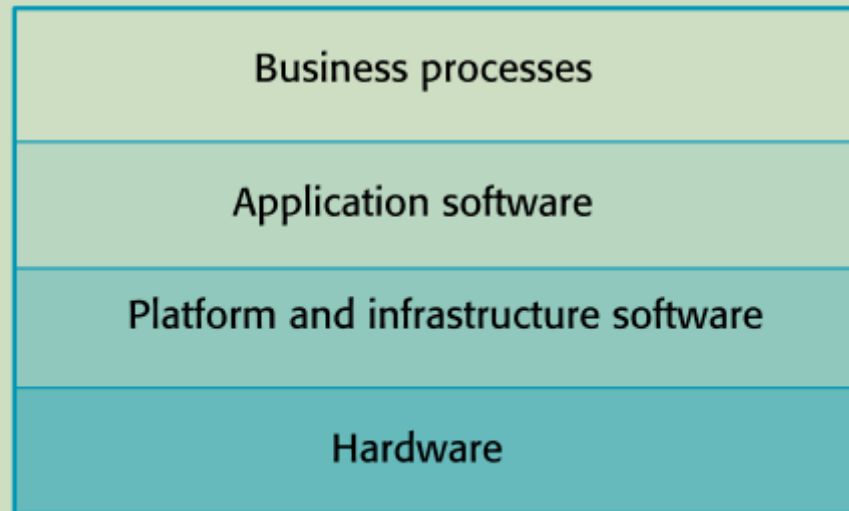 Business processes
Application software
Platform and infrastructure software
Hardware